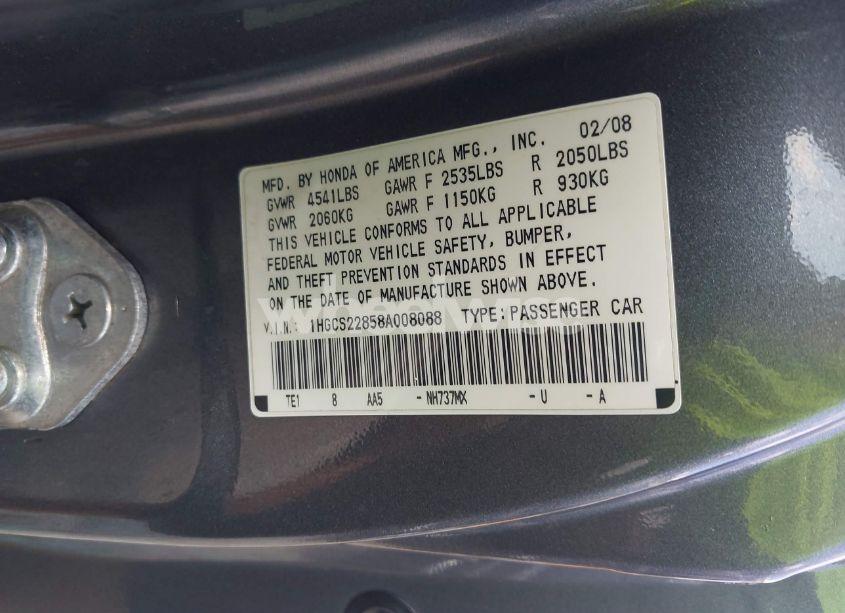 MFD. BY HONDA OF AMERICA MFG., INC. 02/08
GVWR 4541LBS GAWR F 2535LBS R 2050LBS
GVWR 2060KG GAWR F 1150KG R 930KG
THIS VEHICLE CONFORMS TO ALL APPLICABLE
FEDERAL MOTOR VEHICLE SAFETY, BUMPER,
AND THEFT PREVENTION STANDARDS IN EFFECT
ON THE DATE OF MANUFACTURE SHOWN ABOVE.
V.I.N.: 1HGCS22858A008088 TYPE:PASSENGER CAR
TE1 8 AA5 - NH737MX - U - A